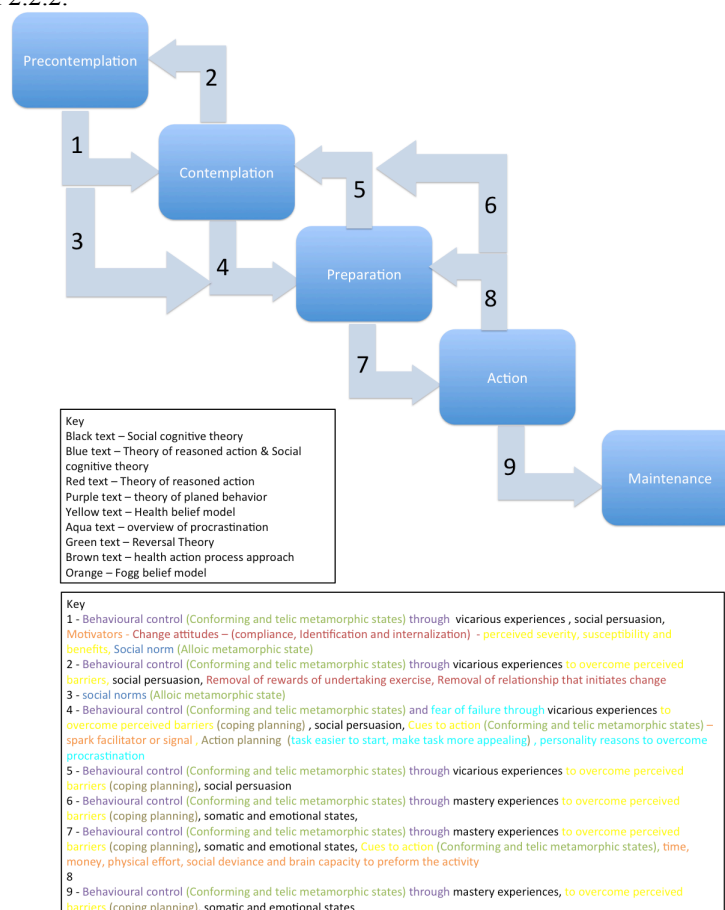 Precontemplation
2
1
Contemplation
5
6
3
4
Preparation
8
7
Action
9
Maintenance
Key
Black text – Social cognitive theory
Blue text – Theory of reasoned action & Social
cognitive theory
Red text – Theory of reasoned action
Purple text – theory of planed behavior
Yellow text – Health belief model
Aqua text – overview of procrastination
Green text – Reversal Theory
Brown text – health action process approach
Orange – Fogg belief model
Key
1 - Behavioural control (Conforming and telic metamorphic states) through vicarious experiences , social persuasion,
Motivators - Change attitudes – (compliance, Identification and internalization) - perceived severity, susceptibility and
benefits, Social norm (Alloic metamorphic state)
2 - Behavioural control (Conforming and telic metamorphic states) through vicarious experiences to overcome perceived
barriers, social persuasion, Removal of rewards of undertaking exercise, Removal of relationship that initiates change
3 - social norms (Alloic metamorphic state)
4 - Behavioural control (Conforming and telic metamorphic states) and fear of failure through vicarious experiences to
overcome perceived barriers (coping planning) , social persuasion, Cues to action (Conforming and telic metamorphic states) –
spark facilitator or signal , Action planning (task easier to start, make task more appealing) , personality reasons to overcome
procrastination
5 - Behavioural control (Conforming and telic metamorphic states) through vicarious experiences to overcome perceived
barriers (coping planning), social persuasion
6 - Behavioural control (Conforming and telic metamorphic states) through mastery experiences to overcome perceived
barriers (coping planning), somatic and emotional states,
7 - Behavioural control (Conforming and telic metamorphic states) through mastery experiences to overcome perceived
barriers (coping planning), somatic and emotional states, Cues to action (Conforming and telic metamorphic states), time,
money, physical effort, social deviance and brain capacity to preform the activity
8
9 - Behavioural control (Conforming and telic metamorphic states) through mastery experiences, to overcome perceived
barriers (coping planning), somatic and emotional states